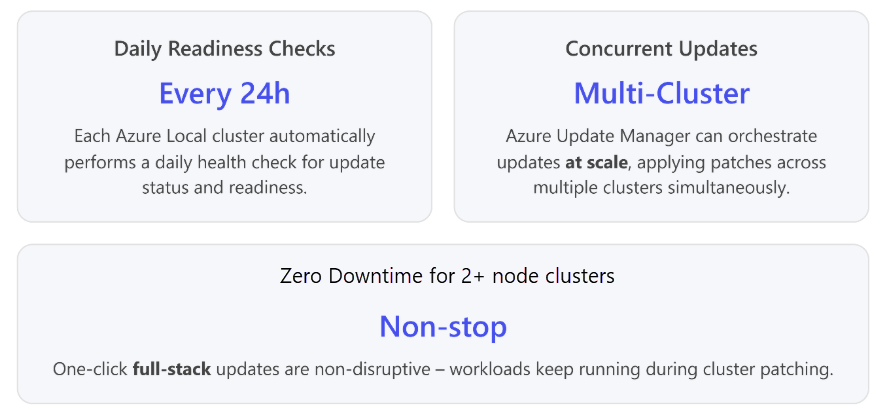 Daily Readiness Checks
Every 24h
Each Azure Local cluster automatically
performs a daily health check for update
status and readiness.
Concurrent Updates
Multi-Cluster
Azure Update Manager can orchestrate
updates at scale, applying patches across
multiple clusters simultaneously.
Zero Downtime for 2+ node clusters
Non-stop
One-click full-stack updates are non-disruptive – workloads keep running during cluster patching.